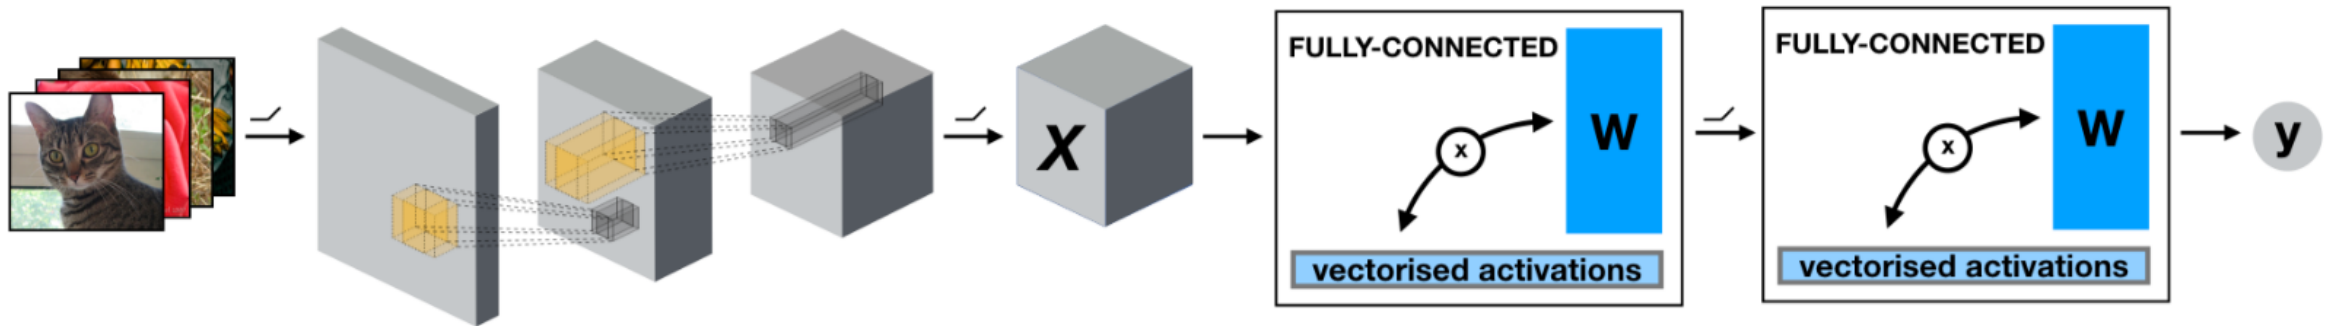 X
FULLY-CONNECTED
W
x
vectorised activations
FULLY-CONNECTED
W
x
vectorised activations
y